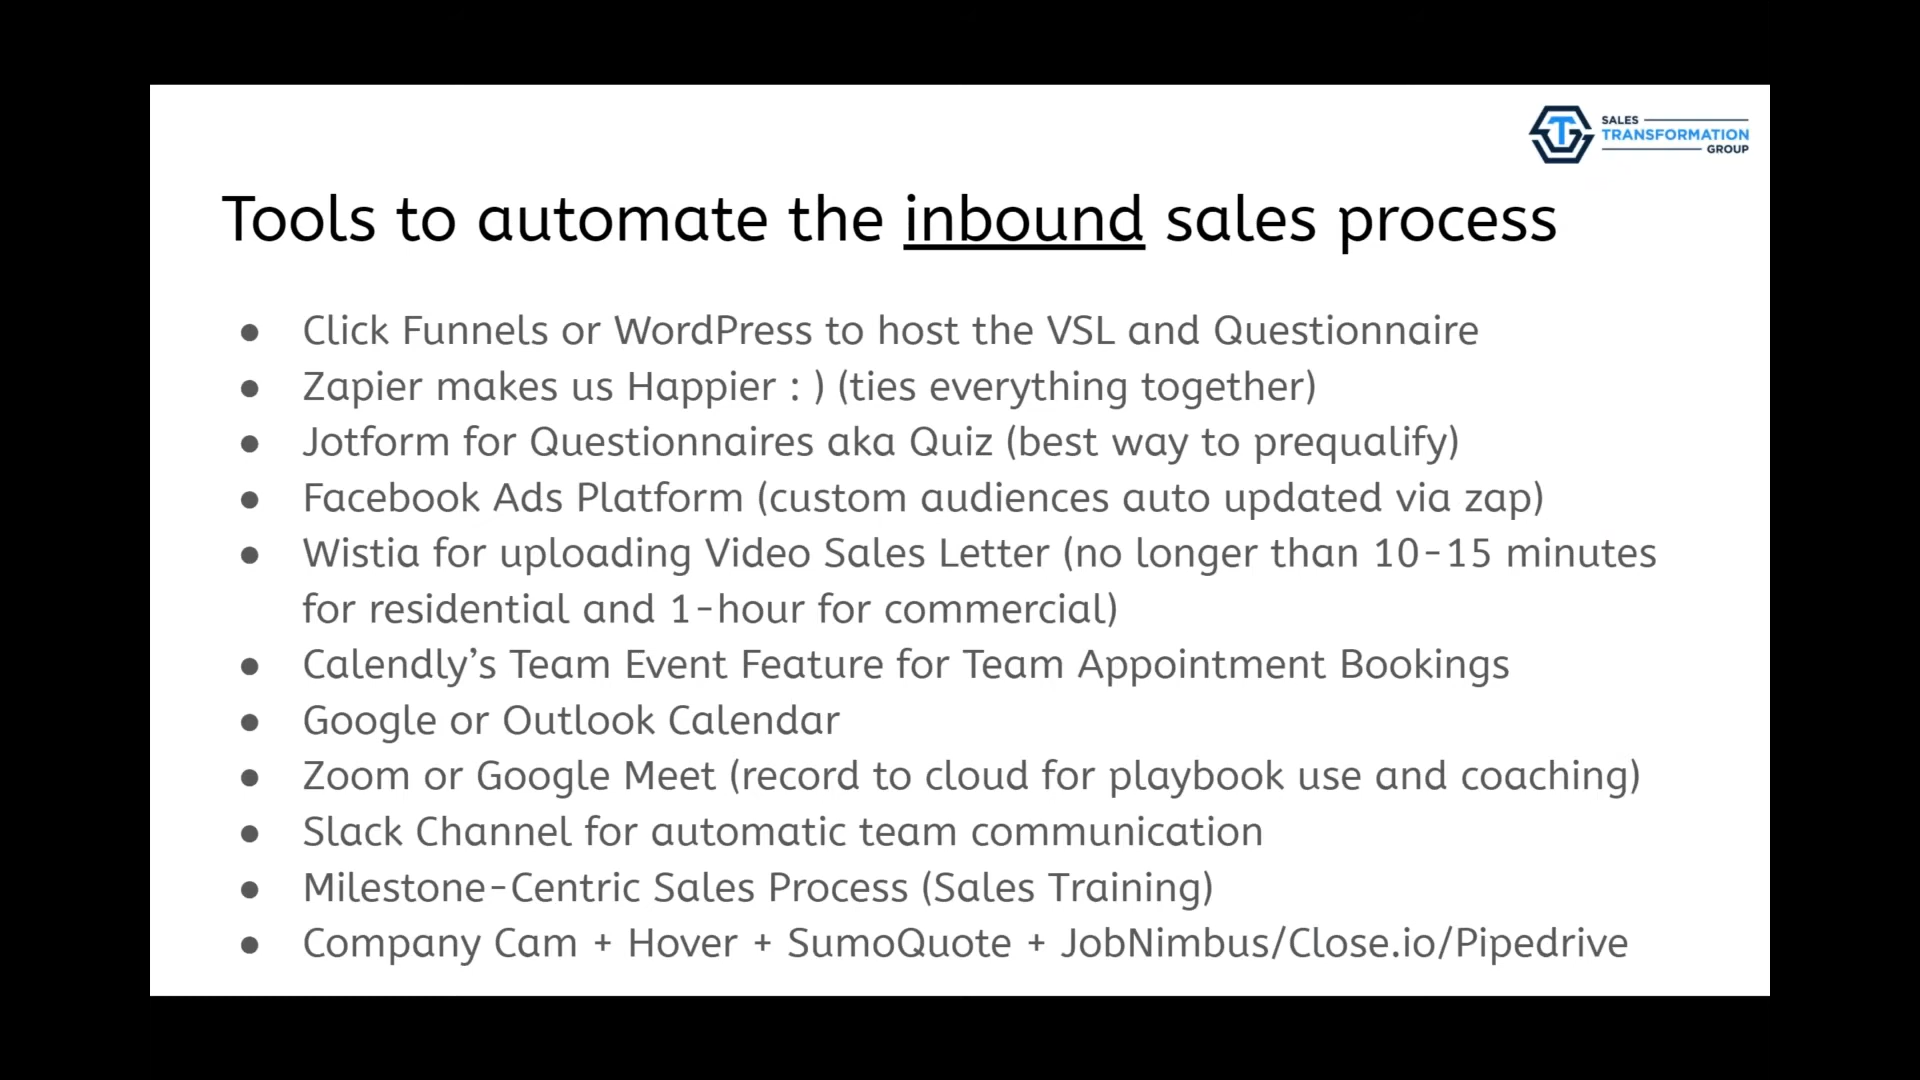 SALES
TRANSFORMATION
GROUP
Tools to automate the inbound sales process
● Click Funnels or WordPress to host the VSL and Questionnaire
● Zapier makes us Happier : ) (ties everything together)
● Jotform for Questionnaires aka Quiz (best way to prequalify)
● Facebook Ads Platform (custom audiences auto updated via zap)
● Wistia for uploading Video Sales Letter (no longer than 10-15 minutes
for residential and 1-hour for commercial)
● Calendly’s Team Event Feature for Team Appointment Bookings
● Google or Outlook Calendar
● Zoom or Google Meet (record to cloud for playbook use and coaching)
● Slack Channel for automatic team communication
● Milestone-Centric Sales Process (Sales Training)
● Company Cam + Hover + SumoQuote + JobNimbus/Close.io/Pipedrive